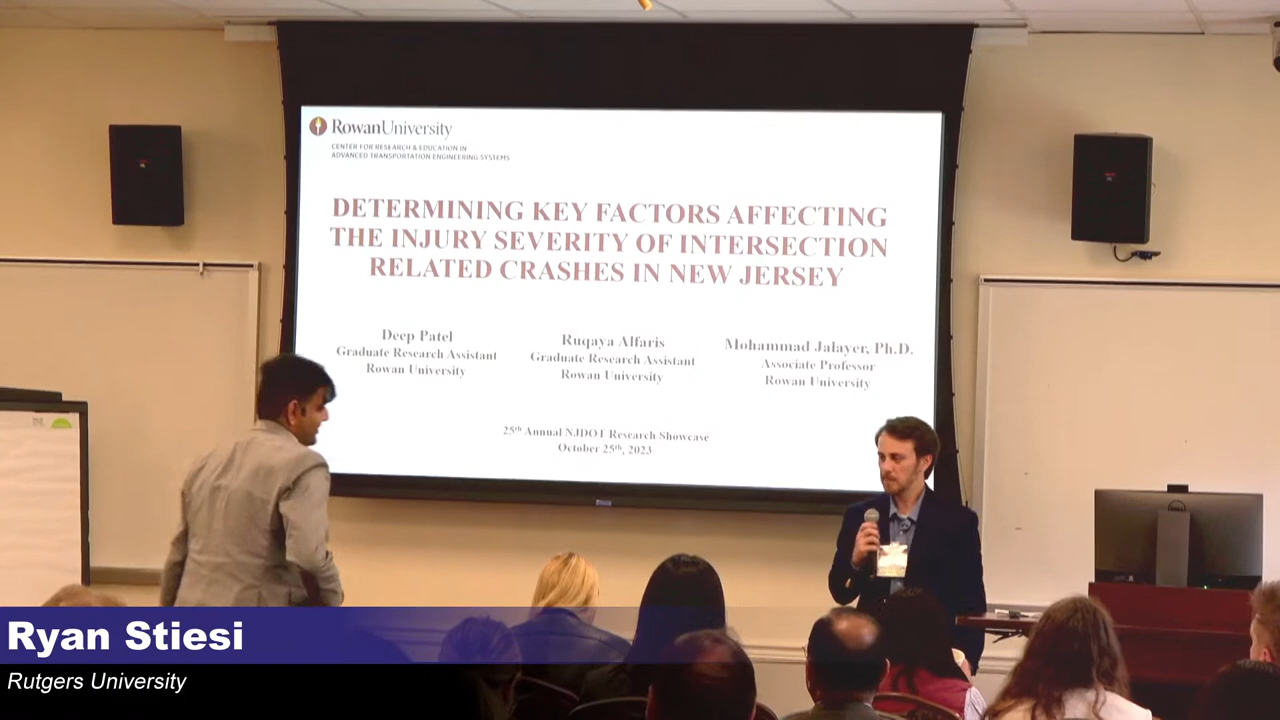 RowanUniversity
CENTER FOR RESEARCH & EDUCATION IN
ADVANCED TRANSPORTATION ENGINEERING SYSTEMS
DETERMINING KEY FACTORS AFFECTING
THE INJURY SEVERITY OF INTERSECTION
RELATED CRASHES IN NEW JERSEY
Deep Patel
Graduate Research Assistant
Rowan University
Ruqaya Alfaris
Graduate Research Assistant
Rowan University
Mohammad Jalayer, Ph.D.
Associate Professor
Rowan University
25th Annual NJDOT Research Showcase
October 25th, 2023
DELL
Ryan Stiesi
Rutgers University